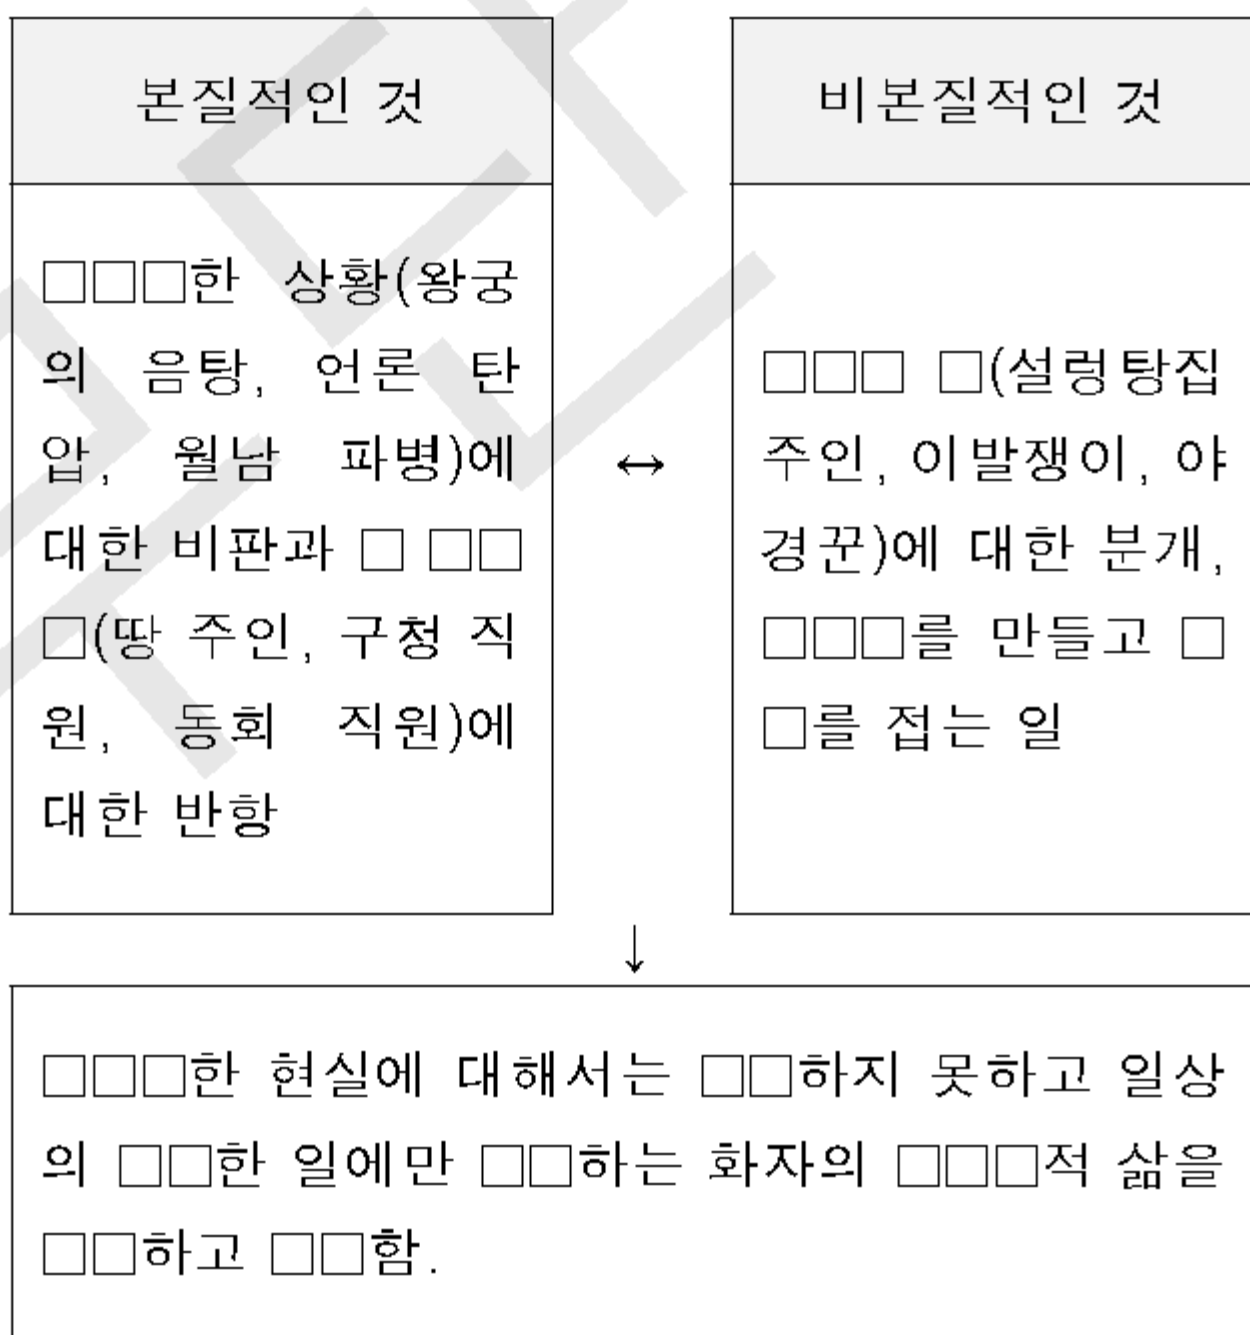 본질적인 것
□□□한 상황(왕궁
의 음탕, 언론 탄
압, 월남 파병)에
대한 비판과 □ □□
□(땅 주인, 구청 직
원, 동회 직원)에
대한 반항
↔
비본질적인 것
□□□ □(설렁탕집
주인, 이발쟁이, 야
경꾼)에 대한 분개,
□□□를 만들고 □
□를 접는 일
↓
□□□한 현실에 대해서는 □□하지 못하고 일상
의 □□한 일에만 □□하는 화자의 □□□적 삶을
□□하고 □□함.